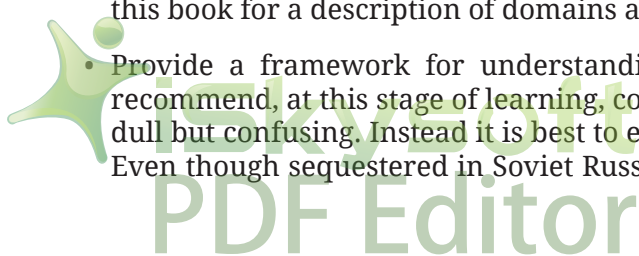 this book for a description of domains a
• Provide a framework for understandi
recommend, at this stage of learning, co
dull but confusing. Instead it is best to e
Even though sequestered in Soviet Russ
iSkysoft
PDF Editor